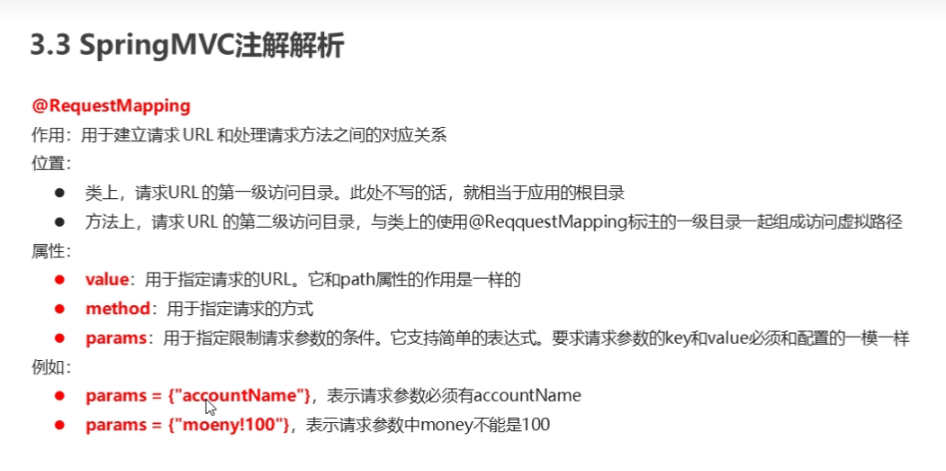 3.3 SpringMVC注解解析
@RequestMapping
作用：用于建立请求 URL 和处理请求方法之间的对应关系
位置：
● 类上，请求URL 的第一级访问目录。此处不写的话，就相当于应用的根目录
● 方法上，请求 URL 的第二级访问目录，与类上的使用@ReqquestMapping标注的一级目录一起组成访问虚拟路径
属性：
● value：用于指定请求的URL。它和path属性的作用是一样的
● method：用于指定请求的方式
● params：用于指定限制请求参数的条件。它支持简单的表达式。要求请求参数的key和value必须和配置的一模一样
例如：
● params = {"accountName"}，表示请求参数必须有accountName
● params = {"moeny!100"}，表示请求参数中money不能是100